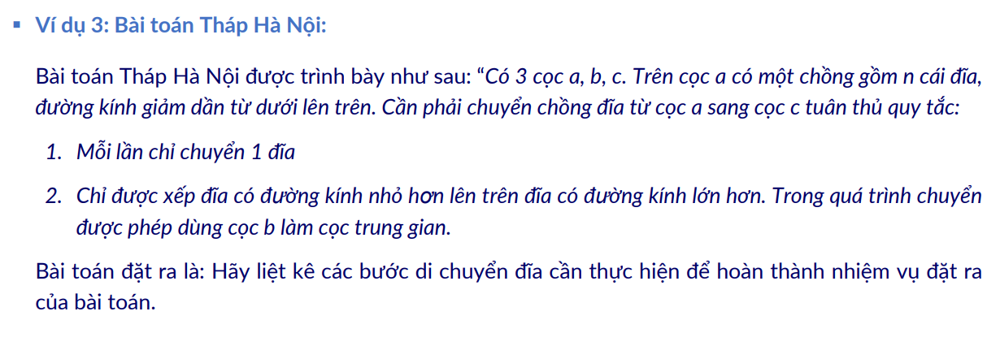 ▪ Ví dụ 3: Bài toán Tháp Hà Nội:
Bài toán Tháp Hà Nội được trình bày như sau: “Có 3 cọc a, b, c. Trên cọc a có một chồng gồm n cái đĩa,
đường kính giảm dần từ dưới lên trên. Cần phải chuyển chồng đĩa từ cọc a sang cọc c tuân thủ quy tắc:
1. Mỗi lần chỉ chuyển 1 đĩa
2. Chỉ được xếp đĩa có đường kính nhỏ hơn lên trên đĩa có đường kính lớn hơn. Trong quá trình chuyển
được phép dùng cọc b làm cọc trung gian.
Bài toán đặt ra là: Hãy liệt kê các bước di chuyển đĩa cần thực hiện để hoàn thành nhiệm vụ đặt ra
của bài toán.